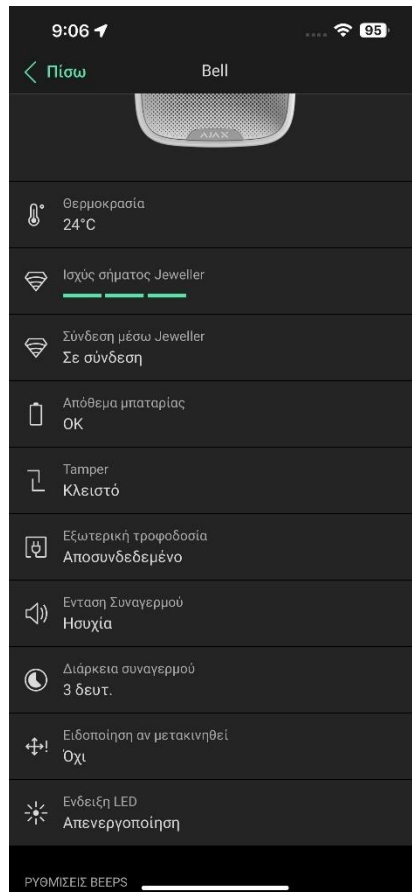 9:06
95
Πίσω
Bell
AJAX
Θερμοκρασία
24°C
Ισχύς σήματος Jeweller
Σύνδεση μέσω Jeweller
Σε σύνδεση
Απόθεμα μπαταρίας
OK
Tamper
Κλειστό
Εξωτερική τροφοδοσία
Αποσυνδεδεμένο
Ενταση Συναγερμού
Ησυχία
Διάρκεια συναγερμού
3 δευτ.
Ειδοποίηση αν μετακινηθεί
Όχι
Ενδειξη LED
Απενεργοποίηση
ΡΥΘΜΙΣΕΙΣ BEEPS